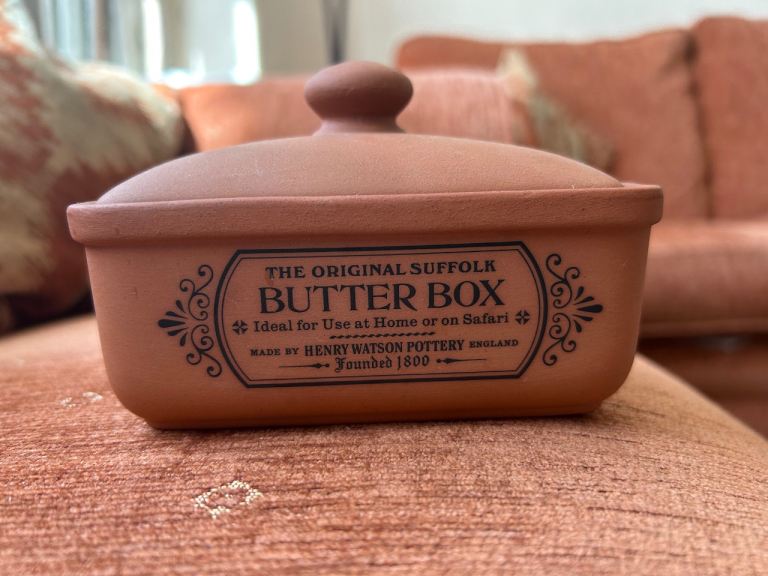 THE ORIGINAL SUFFOLK
BUTTER BOX
Ideal for Use at Home or on Safari
MADE BY HENRY WATSON POTTERY ENGLAND
Founded 1800